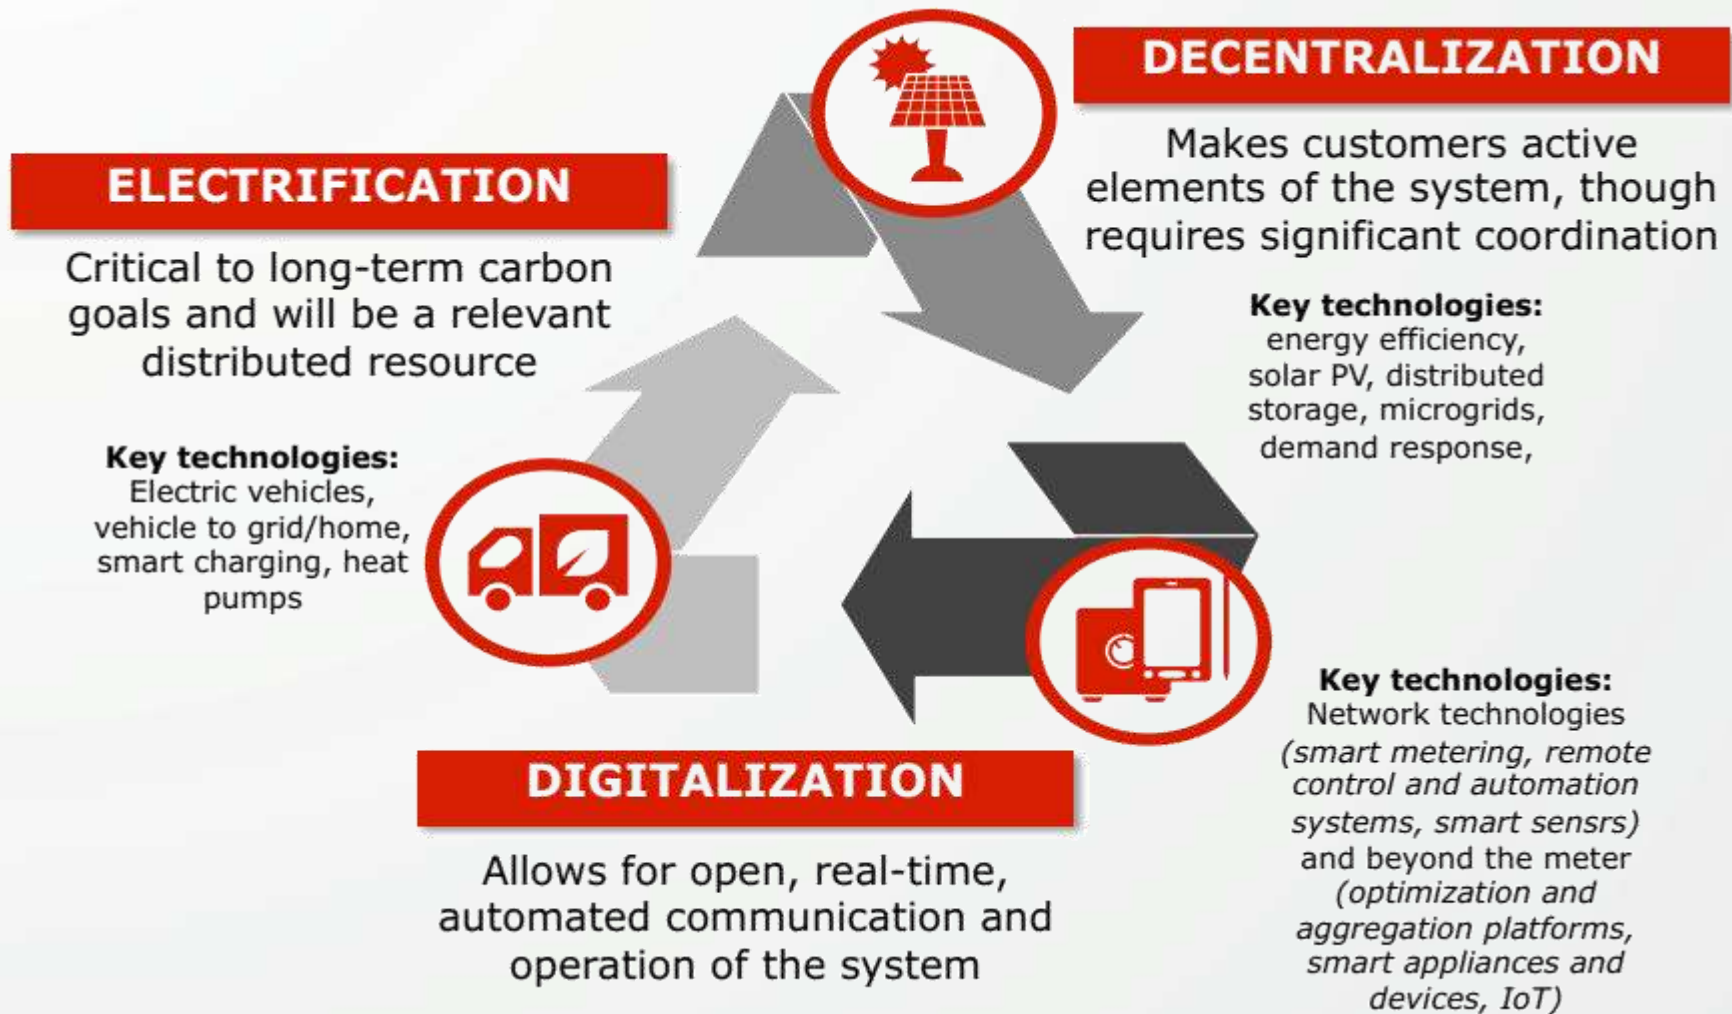 ELECTRIFICATION
Critical to long-term carbon
goals and will be a relevant
distributed resource
Key technologies:
Electric vehicles,
vehicle to grid/home,
smart charging, heat
pumps
DECENTRALIZATION
Makes customers active
elements of the system, though
requires significant coordination
Key technologies:
energy efficiency,
solar PV, distributed
storage, microgrids,
demand response,
DIGITALIZATION
Allows for open, real-time,
automated communication and
operation of the system
Key technologies:
Network technologies
(smart metering, remote
control and automation
systems, smart sensrs)
and beyond the meter
(optimization and
aggregation platforms,
smart appliances and
devices, IoT)